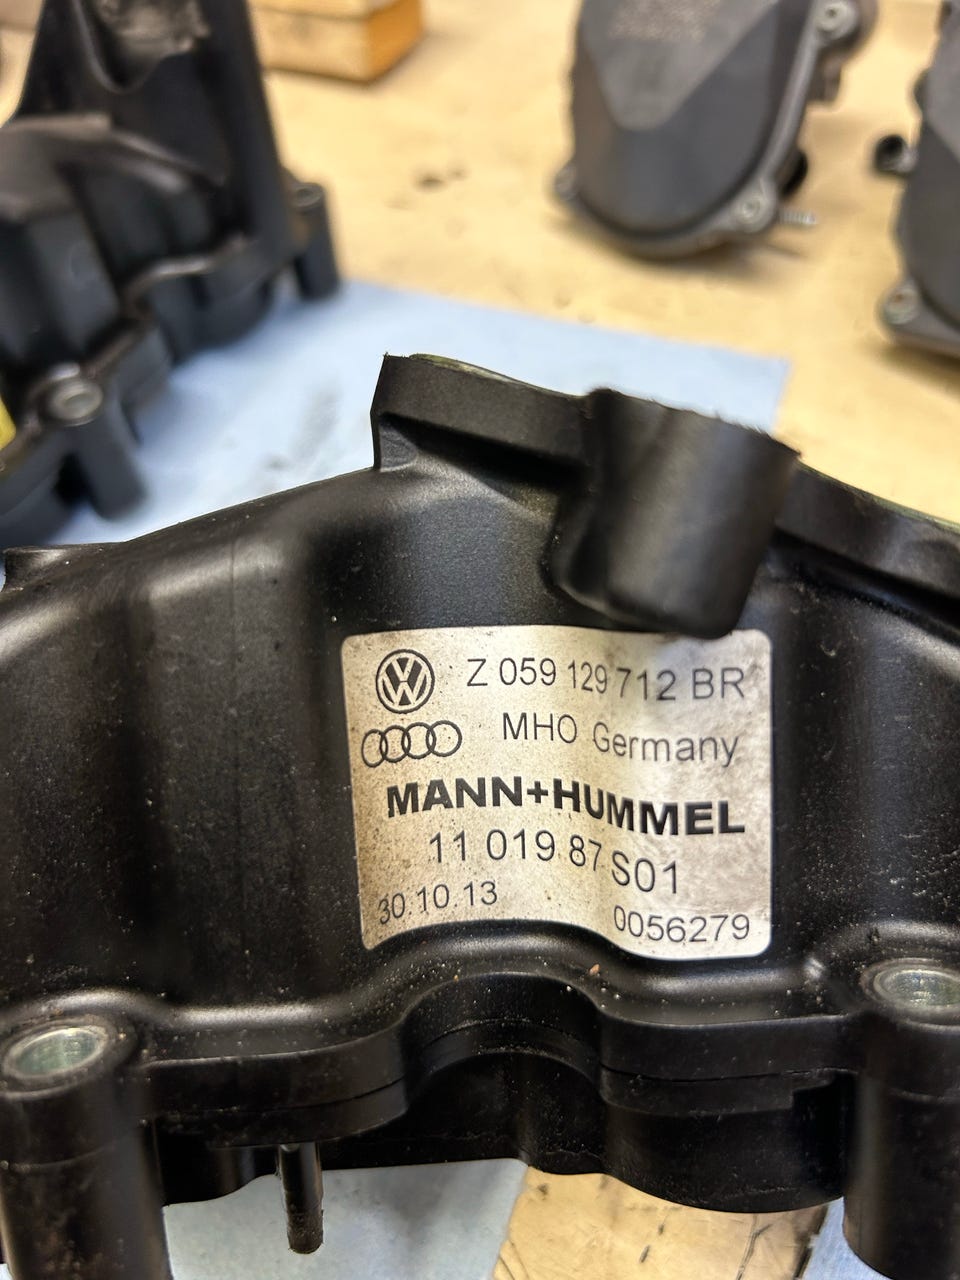 Z 059 129 712 BR
MHO Germany
MANN+HUMMEL
11 019 87 S01
30.10.13
0056279